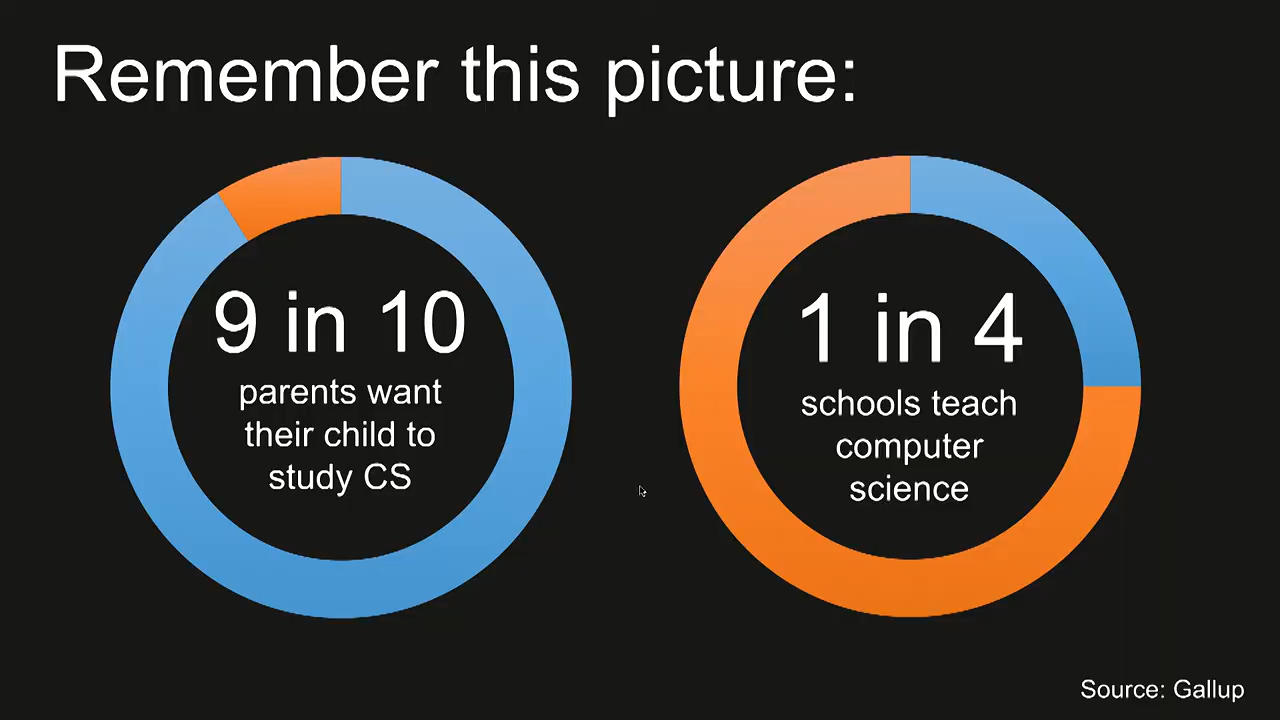 Remember this picture:
9 in 10
parents want
their child to
study CS
1 in 4
schools teach
computer
science
Source: Gallup